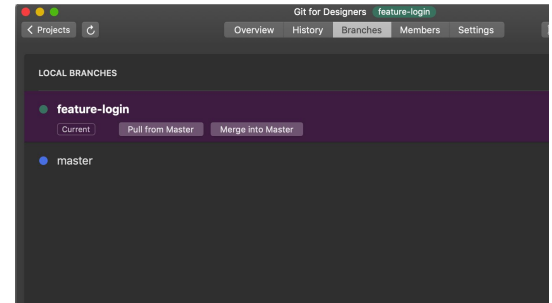 Git for Designers feature-login
Projects
Overview History Branches Members Settings
LOCAL BRANCHES
feature-login
Current Pull from Master Merge into Master
master